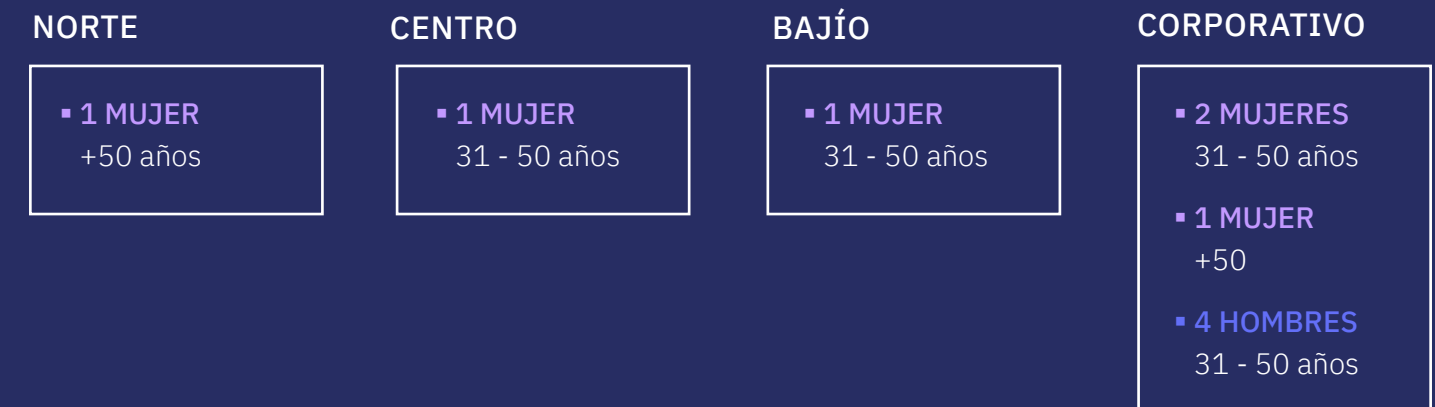 NORTE
▪ 1 MUJER
+50 años
CENTRO
▪ 1 MUJER
31 - 50 años
BAJÍO
▪ 1 MUJER
31 - 50 años
CORPORATIVO
▪ 2 MUJERES
31 - 50 años
▪ 1 MUJER
+50
▪ 4 HOMBRES
31 - 50 años